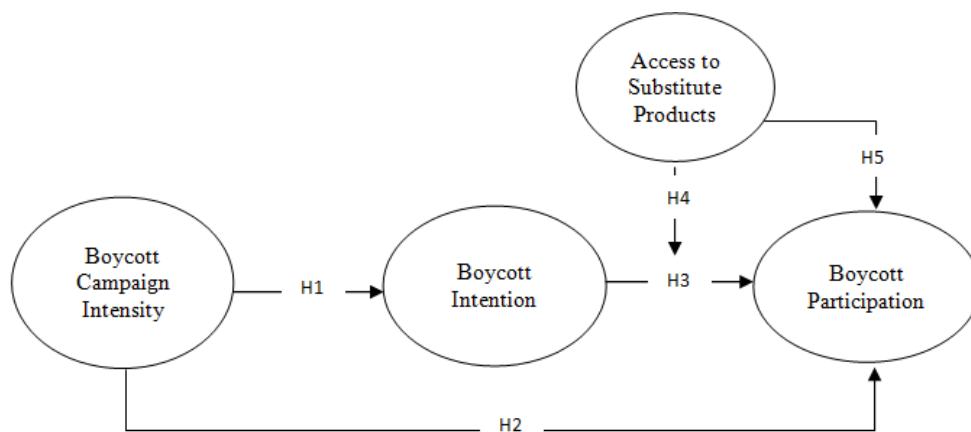 Access to
Substitute
Products
H5
H4
Boycott
Campaign
Intensity
H1
Boycott
Intention
H3
Boycott
Participation
H2